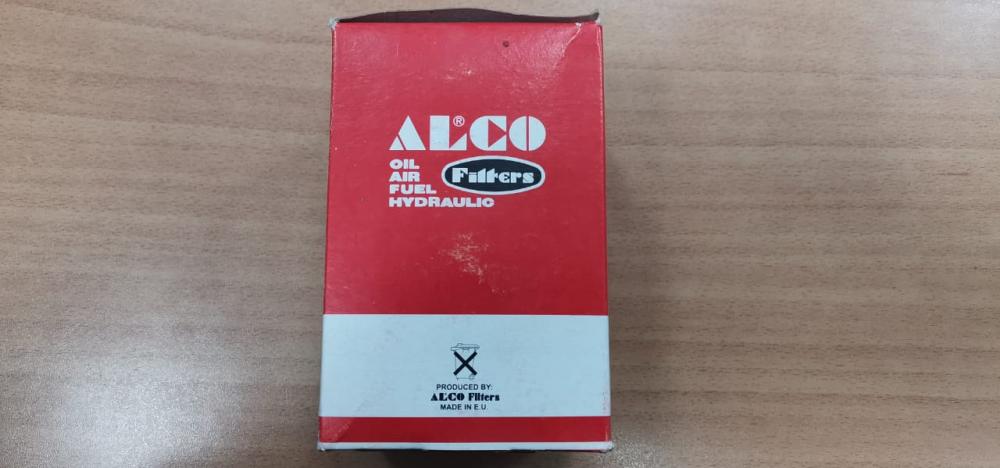 ALCO®
OIL
AIR
FUEL
HYDRAULIC
Filters
PRODUCED BY:
ALCO Filters
MADE IN E.U.